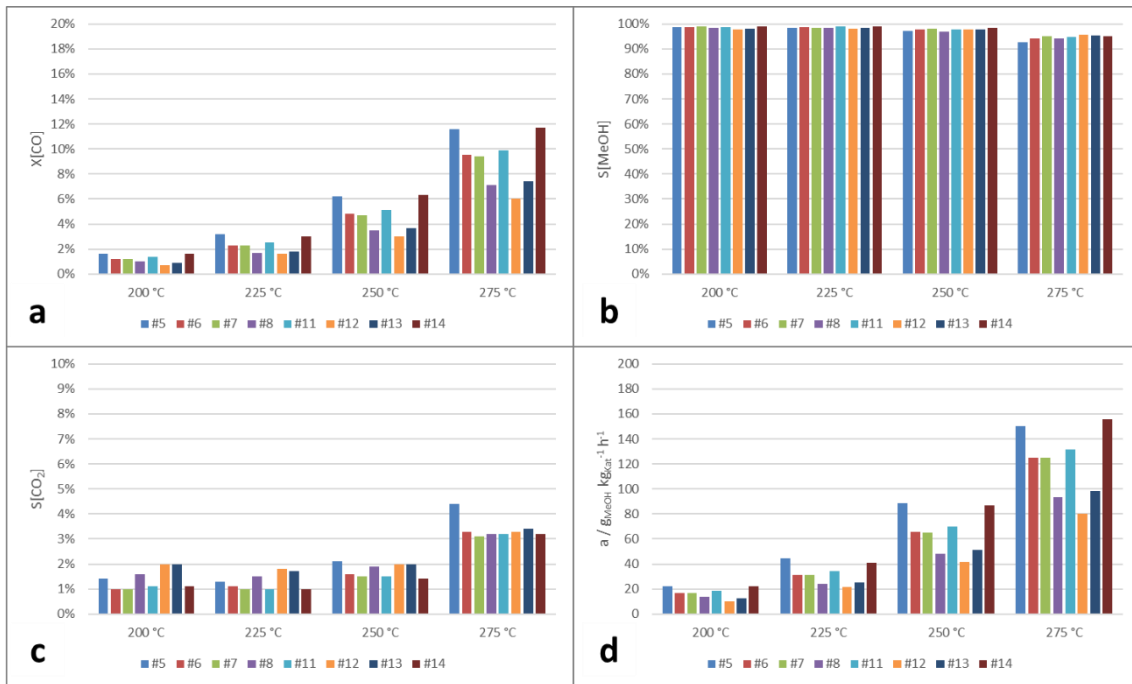 20%
18%
16%
14%
12%
10%
8%
6%
4%
2%
0%
X[CO]
200 °C 225 °C 250 °C 275 °C
#5 #6 #7 #8 #11 #12 #13 #14
a
100%
90%
80%
70%
60%
50%
40%
30%
20%
10%
0%
S[MeOH]
200 °C 225 °C 250 °C 275 °C
#5 #6 #7 #8 #11 #12 #13 #14
b
10%
9%
8%
7%
6%
5%
4%
3%
2%
1%
0%
S[CO₂]
200 °C 225 °C 250 °C 275 °C
#5 #6 #7 #8 #11 #12 #13 #14
c
200
180
160
140
120
100
80
60
40
20
0
a / g_MeOH kg_Kat⁻¹ h⁻¹
200 °C 225 °C 250 °C 275 °C
#5 #6 #7 #8 #11 #12 #13 #14
d